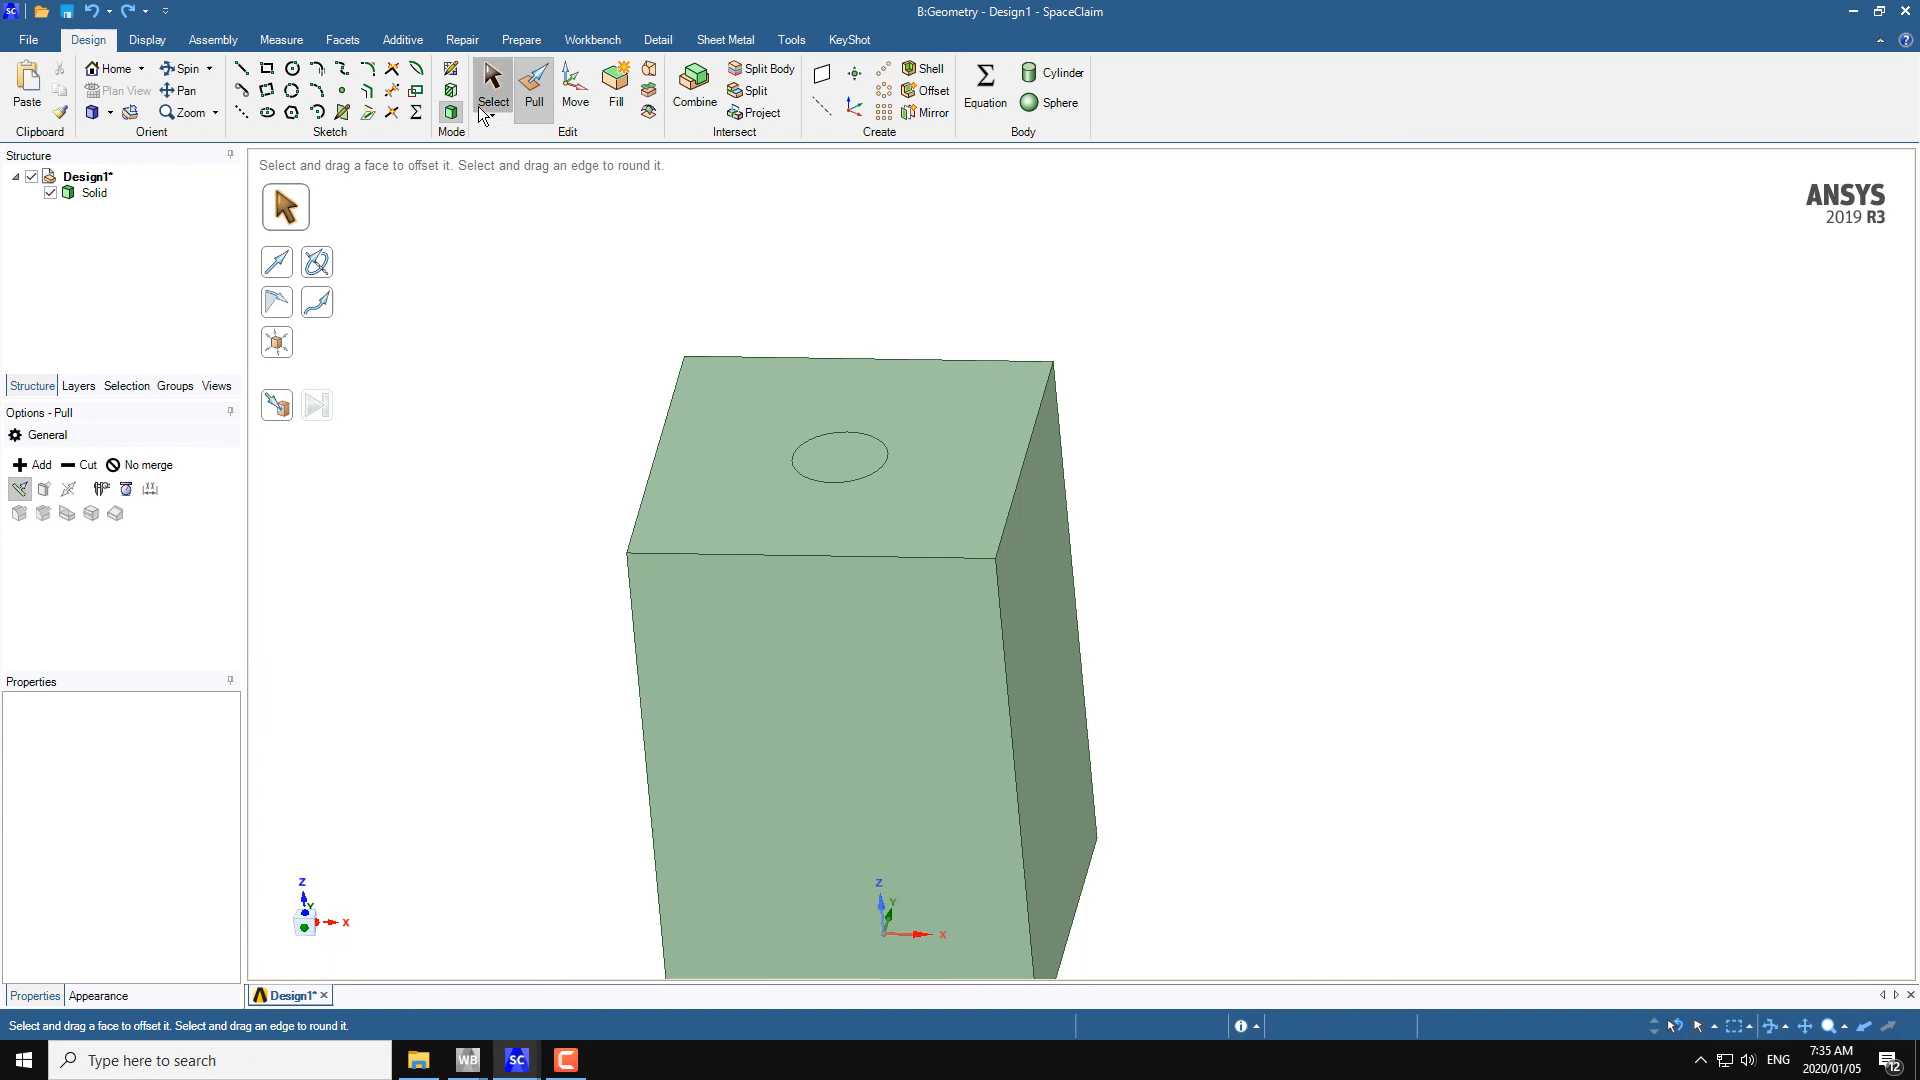 SC
B:Geometry - Design1 - SpaceClaim
File Design Display Assembly Measure Facets Additive Repair Prepare Workbench Detail Sheet Metal Tools KeyShot
Paste
Home
Plan View
Spin
Pan
Zoom
Select
Pull
Move
Fill
Combine
Split Body
Split
Project
Shell
Offset
Mirror
Equation
Cylinder
Sphere
Clipboard Orient Sketch Mode Edit Intersect Create Body
Structure
Design1*
Solid
Select and drag a face to offset it. Select and drag an edge to round it.
ANSYS
2019 R3
Structure Layers Selection Groups Views
Options - Pull
General
Add Cut No merge
Properties
Z
Y
X
Z
Y
X
Properties Appearance
Design1*
Select and drag a face to offset it. Select and drag an edge to round it.
Type here to search
WB
SC
ENG
7:35 AM
2020/01/05
12